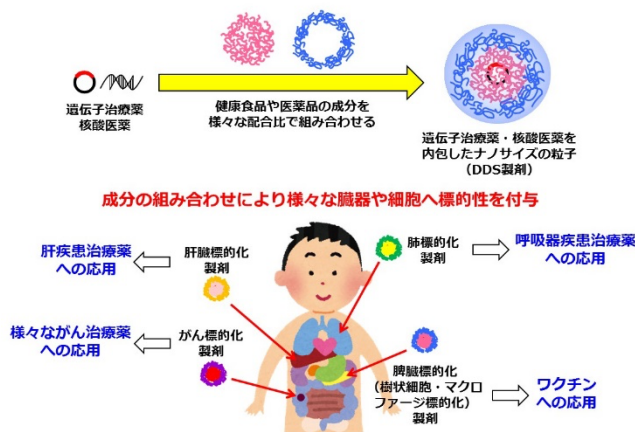 遺伝子治療薬
核酸医薬
健康食品や医薬品の成分を
様々な配合比で組み合わせる
遺伝子治療薬・核酸医薬を
内包したナノサイズの粒子
（DDS製剤）
成分の組み合わせにより様々な臓器や細胞へ標的性を付与
肝疾患治療薬
への応用
肝臓標的化
製剤
肺標的化
製剤
呼吸器疾患治療薬
への応用
様々ながん治療薬
への応用
がん標的化
製剤
脾臓標的化
（樹状細胞・マクロ
ファージ標的化）
製剤
ワクチン
への応用